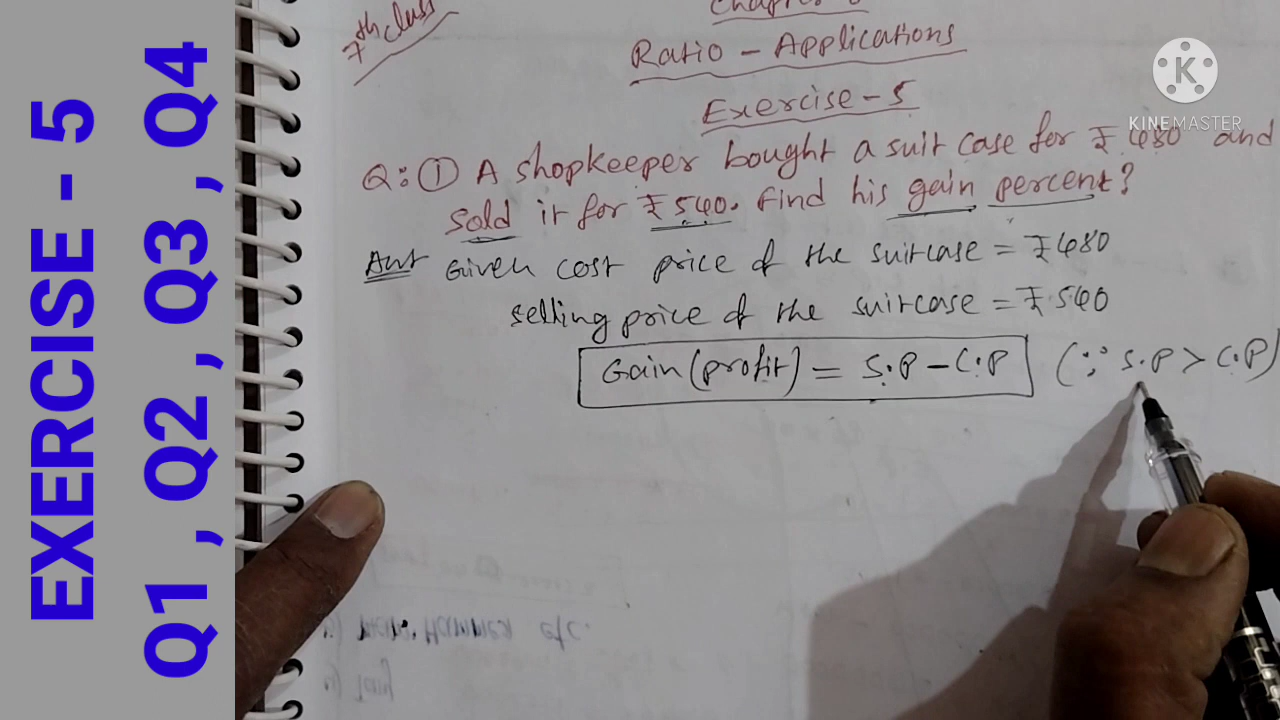 EXERCISE - 5
Q1 , Q2 , Q3 , Q4
7th class
Chapter
Ratio - Applications
Exercise - 5
KINEMASTER
Q: ① A shopkeeper bought a suit case for ₹ 480 and
sold it for ₹ 540. Find his gain percent?
Ans Given cost price of the suitcase = ₹ 480
selling price of the suitcase = ₹ 540
Gain (profit) = S.P - C.P (∵ S.P > C.P)
etc.